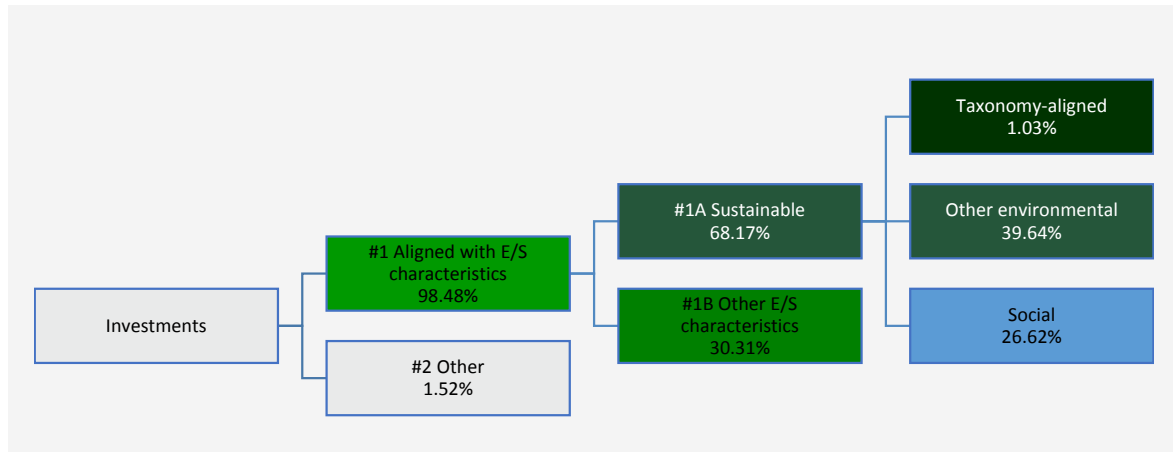 Investments
#1 Aligned with E/S
characteristics
98.48%
#2 Other
1.52%
#1A Sustainable
68.17%
#1B Other E/S
characteristics
30.31%
Taxonomy-aligned
1.03%
Other environmental
39.64%
Social
26.62%